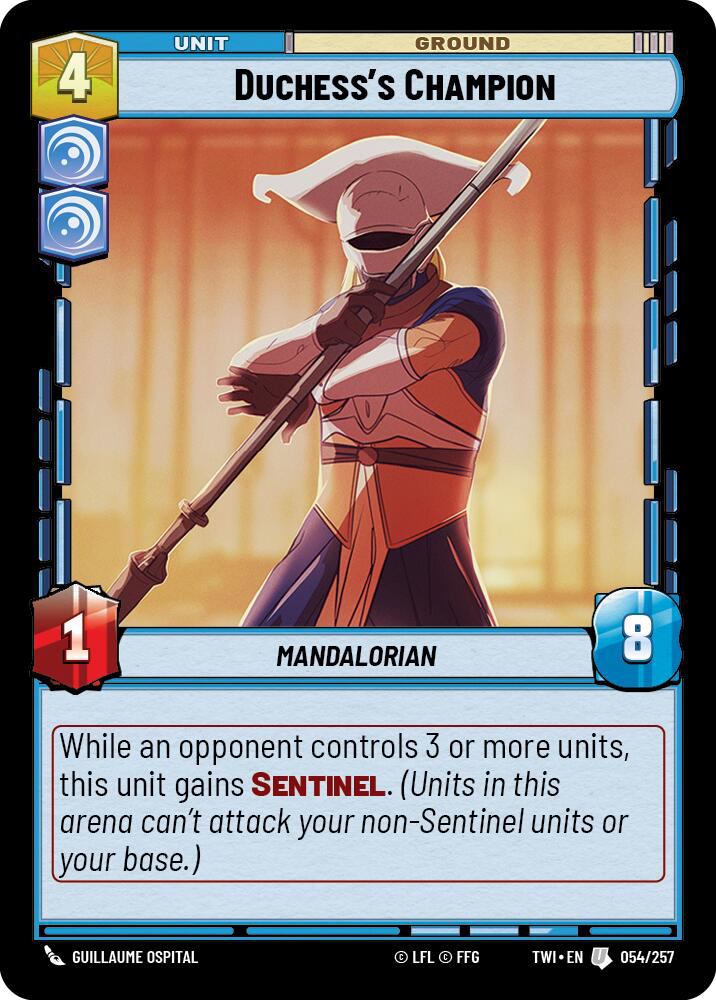 UNIT
GROUND
4
DUCHESS'S CHAMPION
1
MANDALORIAN
8
While an opponent controls 3 or more units,
this unit gains SENTINEL. (Units in this
arena can't attack your non-Sentinel units or
your base.)
GUILLAUME OSPITAL
© LFL © FFG
TWI • EN
U
054/257